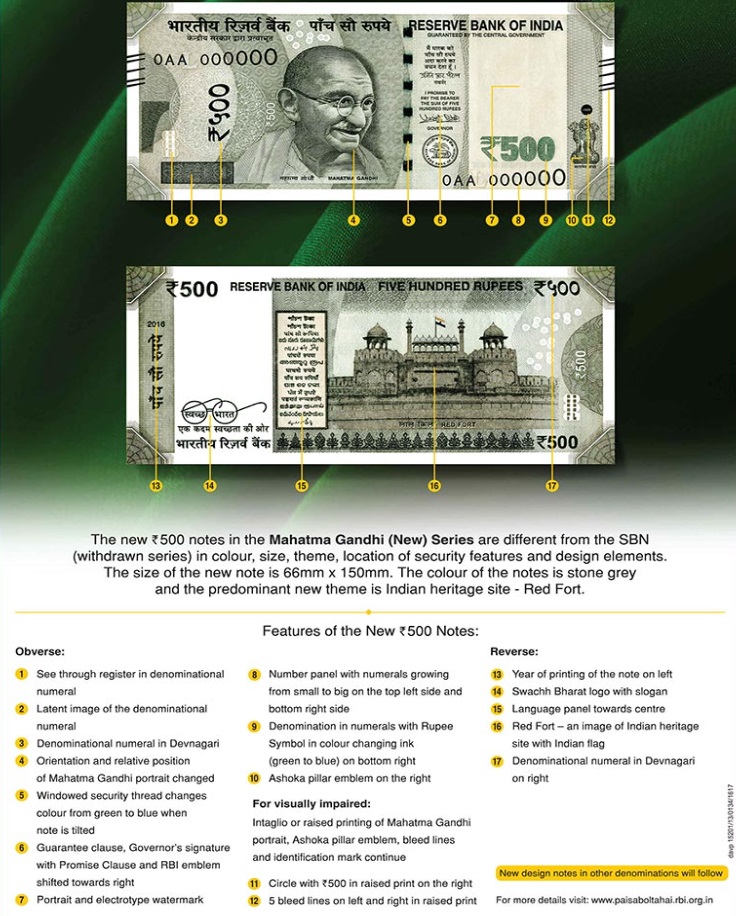 भारतीय रिज़र्व बैंक
केन्द्रीय सरकार द्वारा प्रत्याभूत
पाँच सौ रुपये
RESERVE BANK OF INDIA
GUARANTEED BY THE CENTRAL GOVERNMENT
0AA 000000
₹५००
मैं धारक को
पाँच सौ रुपये
अदा करने का
वचन देता हूँ।
I PROMISE TO
PAY THE BEARER
THE SUM OF FIVE
HUNDRED RUPEES
GOVERNOR
₹500
महात्मा गाँधी MAHATMA GANDHI
0AA 000000
1 2 3 4 5 6 7 8 9 10 11 12
₹500 RESERVE BANK OF INDIA FIVE HUNDRED RUPEES ₹५००
2016
पाँच सौ रुपये
₹500
स्वच्छ भारत
एक कदम स्वच्छता की ओर
भारतीय रिज़र्व बैंक
लाल किला RED FORT
₹500
13 14 15 16 17
The new ₹500 notes in the Mahatma Gandhi (New) Series are different from the SBN
(withdrawn series) in colour, size, theme, location of security features and design elements.
The size of the new note is 66mm x 150mm. The colour of the notes is stone grey
and the predominant new theme is Indian heritage site - Red Fort.
Features of the New ₹500 Notes:
Obverse:
1 See through register in denominational
numeral
2 Latent image of the denominational
numeral
3 Denominational numeral in Devnagari
4 Orientation and relative position
of Mahatma Gandhi portrait changed
5 Windowed security thread changes
colour from green to blue when
note is tilted
6 Guarantee clause, Governor's signature
with Promise Clause and RBI emblem
shifted towards right
7 Portrait and electrotype watermark
8 Number panel with numerals growing
from small to big on the top left side and
bottom right side
9 Denomination in numerals with Rupee
Symbol in colour changing ink
(green to blue) on bottom right
10 Ashoka pillar emblem on the right
For visually impaired:
Intaglio or raised printing of Mahatma Gandhi
portrait, Ashoka pillar emblem, bleed lines
and identification mark continue
11 Circle with ₹500 in raised print on the right
12 5 bleed lines on left and right in raised print
Reverse:
13 Year of printing of the note on left
14 Swachh Bharat logo with slogan
15 Language panel towards centre
16 Red Fort – an image of Indian heritage
site with Indian flag
17 Denominational numeral in Devnagari
on right
New design notes in other denominations will follow
For more details visit: www.paisaboltahai.rbi.org.in
davp 15201/13/0134/1617